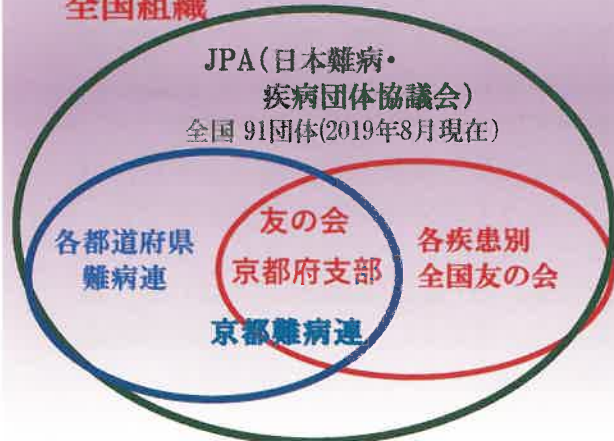 全国組織
JPA(日本難病・
疾病団体協議会)
全国 91団体(2019年8月現在)
各都道府県
難病連
友の会
京都府支部
京都難病連
各疾患別
全国友の会